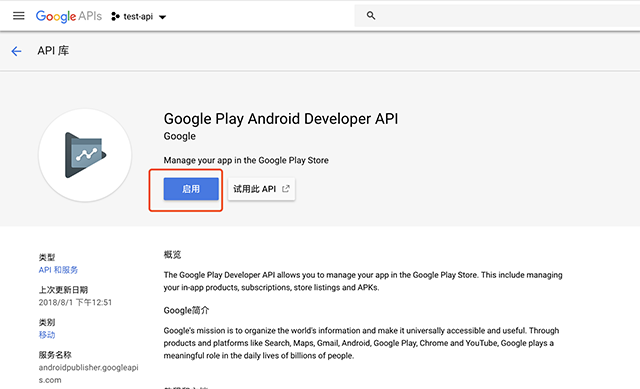 Google APIs test-api
API 库
Google Play Android Developer API
Google
Manage your app in the Google Play Store
启用 试用此 API
类型
API 和服务
上次更新日期
2018/8/1 下午12:51
类别
移动
服务名称
androidpublisher.googleapi
s.com
概览
The Google Play Developer API allows you to manage your app in the Google Play Store. This include managing
your in-app products, subscriptions, store listings and APKs.
Google简介
Google's mission is to organize the world's information and make it universally accessible and useful. Through
products and platforms like Search, Maps, Gmail, Android, Google Play, Chrome and YouTube, Google plays a
meaningful role in the daily lives of billions of people.